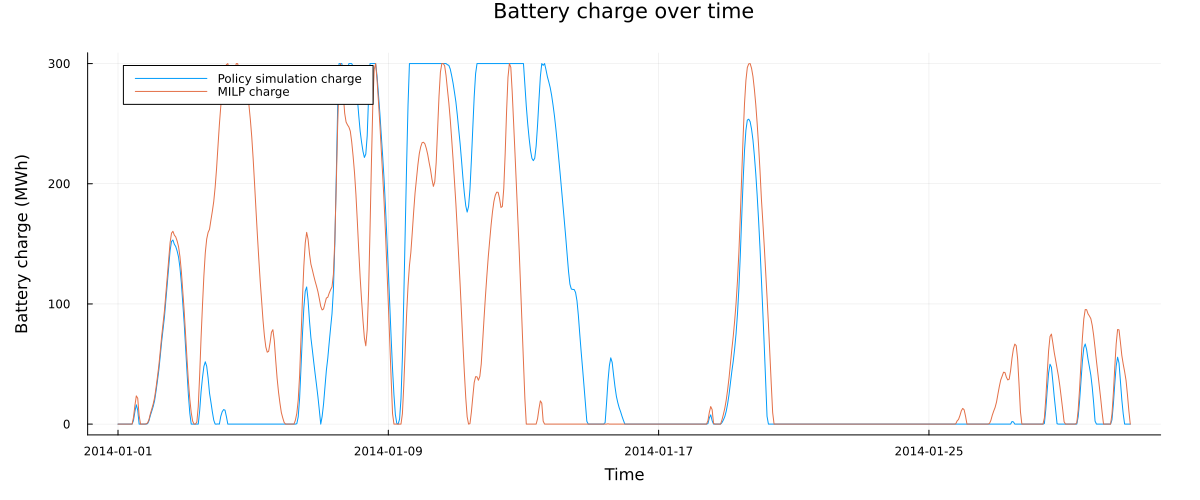 Battery charge over time
Battery charge (MWh)
300
200
100
0
Policy simulation charge
MILP charge
2014-01-01
2014-01-09
2014-01-17
2014-01-25
Time